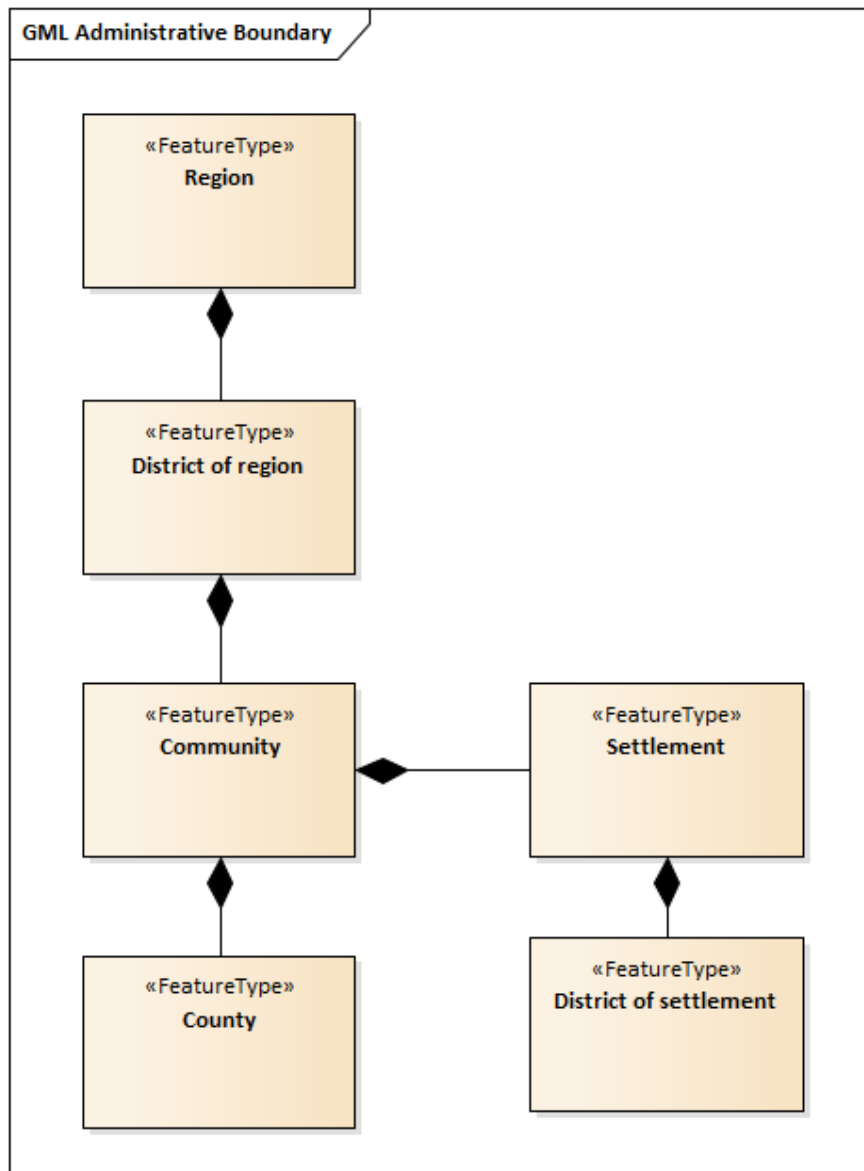 GML Administrative Boundary
«FeatureType»
Region
«FeatureType»
District of region
«FeatureType»
Community
«FeatureType»
Settlement
«FeatureType»
County
«FeatureType»
District of settlement